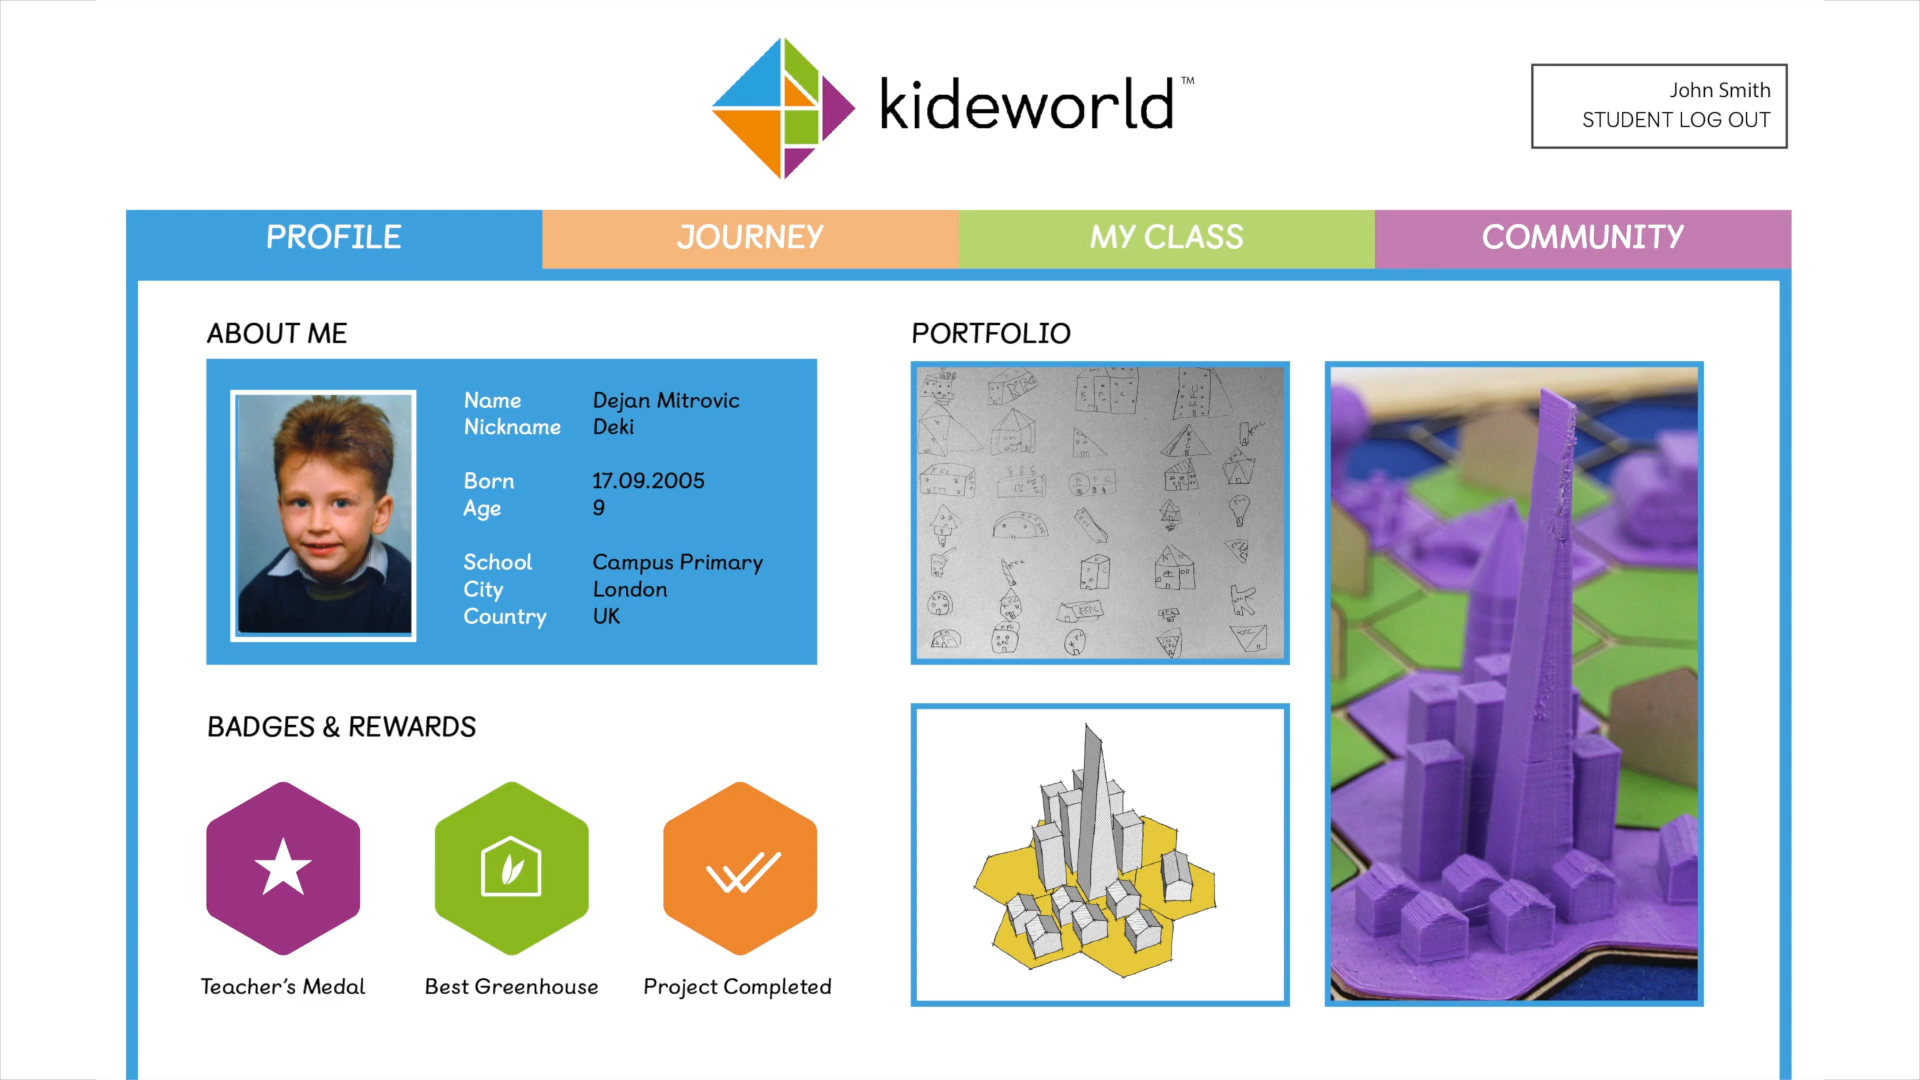 kideworld™
John Smith
STUDENT LOG OUT
PROFILE
JOURNEY
MY CLASS
COMMUNITY
ABOUT ME
Name Dejan Mitrovic
Nickname Deki
Born 17.09.2005
Age 9
School Campus Primary
City London
Country UK
BADGES & REWARDS
Teacher's Medal
Best Greenhouse
Project Completed
PORTFOLIO